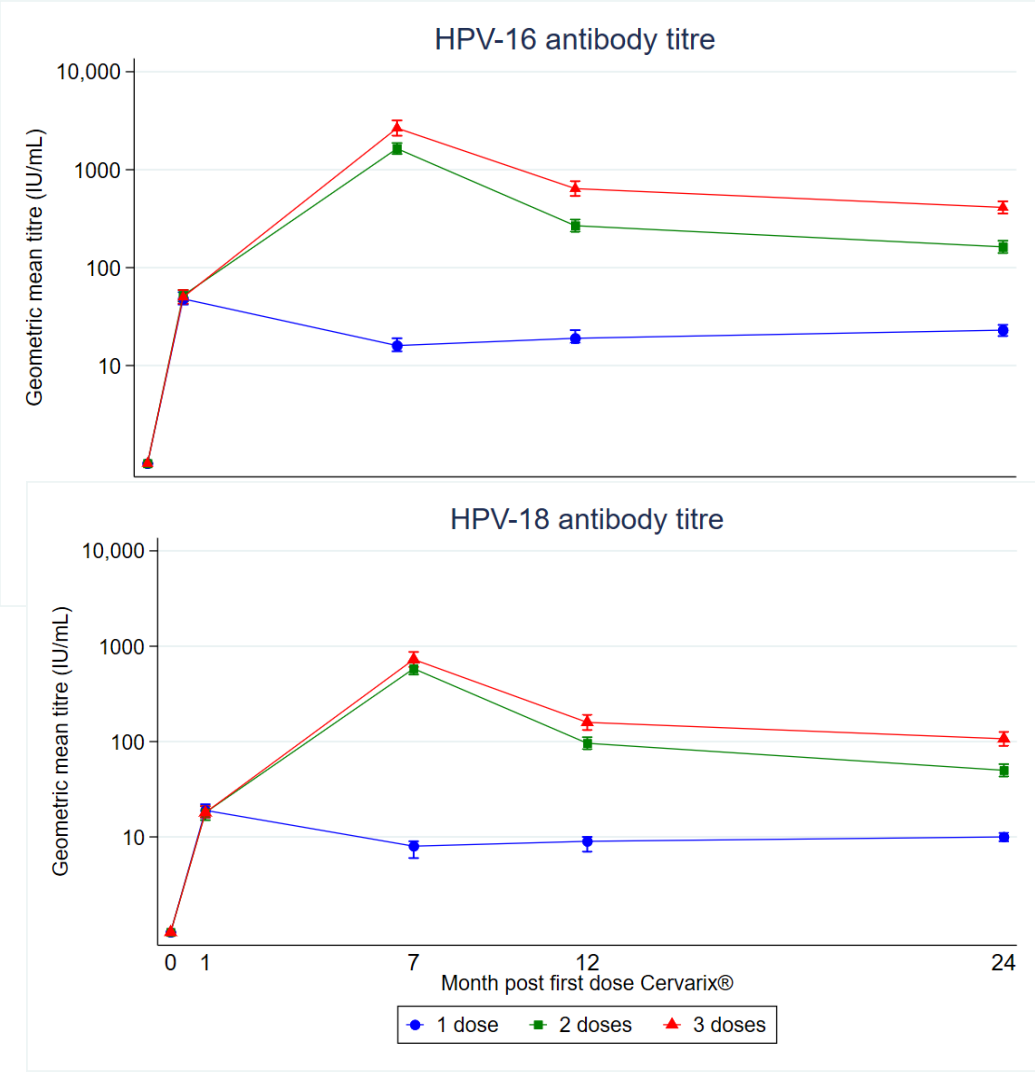 HPV-16 antibody titre
10,000
1000
100
10
Geometric mean titre (IU/mL)
HPV-18 antibody titre
10,000
1000
100
10
Geometric mean titre (IU/mL)
0 1 7 12 24
Month post first dose Cervarix®
1 dose 2 doses 3 doses